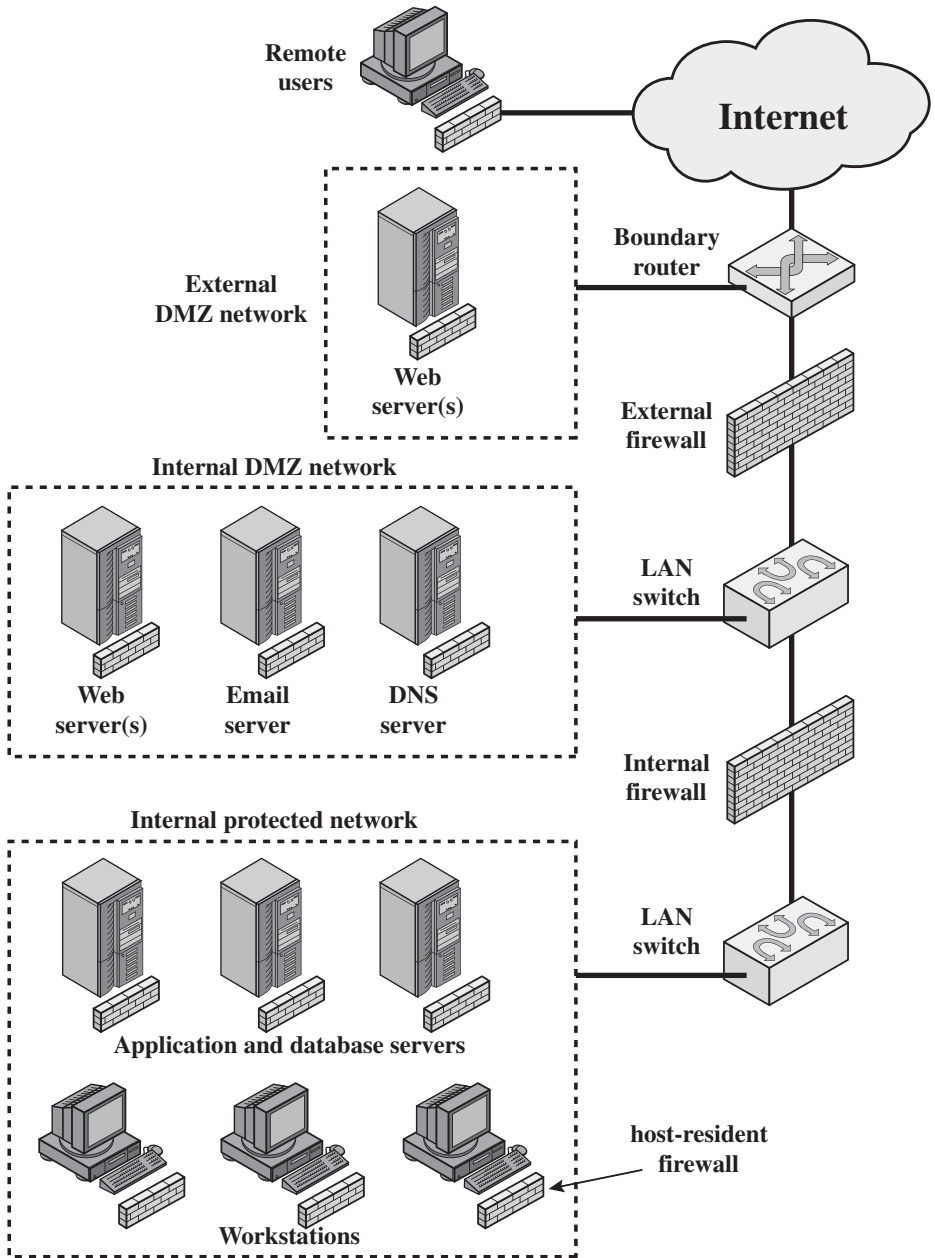 Remote
users
Internet
Boundary
router
External
DMZ network
Web
server(s)
External
firewall
Internal DMZ network
LAN
switch
Web
server(s)
Email
server
DNS
server
Internal
firewall
Internal protected network
LAN
switch
Application and database servers
host-resident
firewall
Workstations